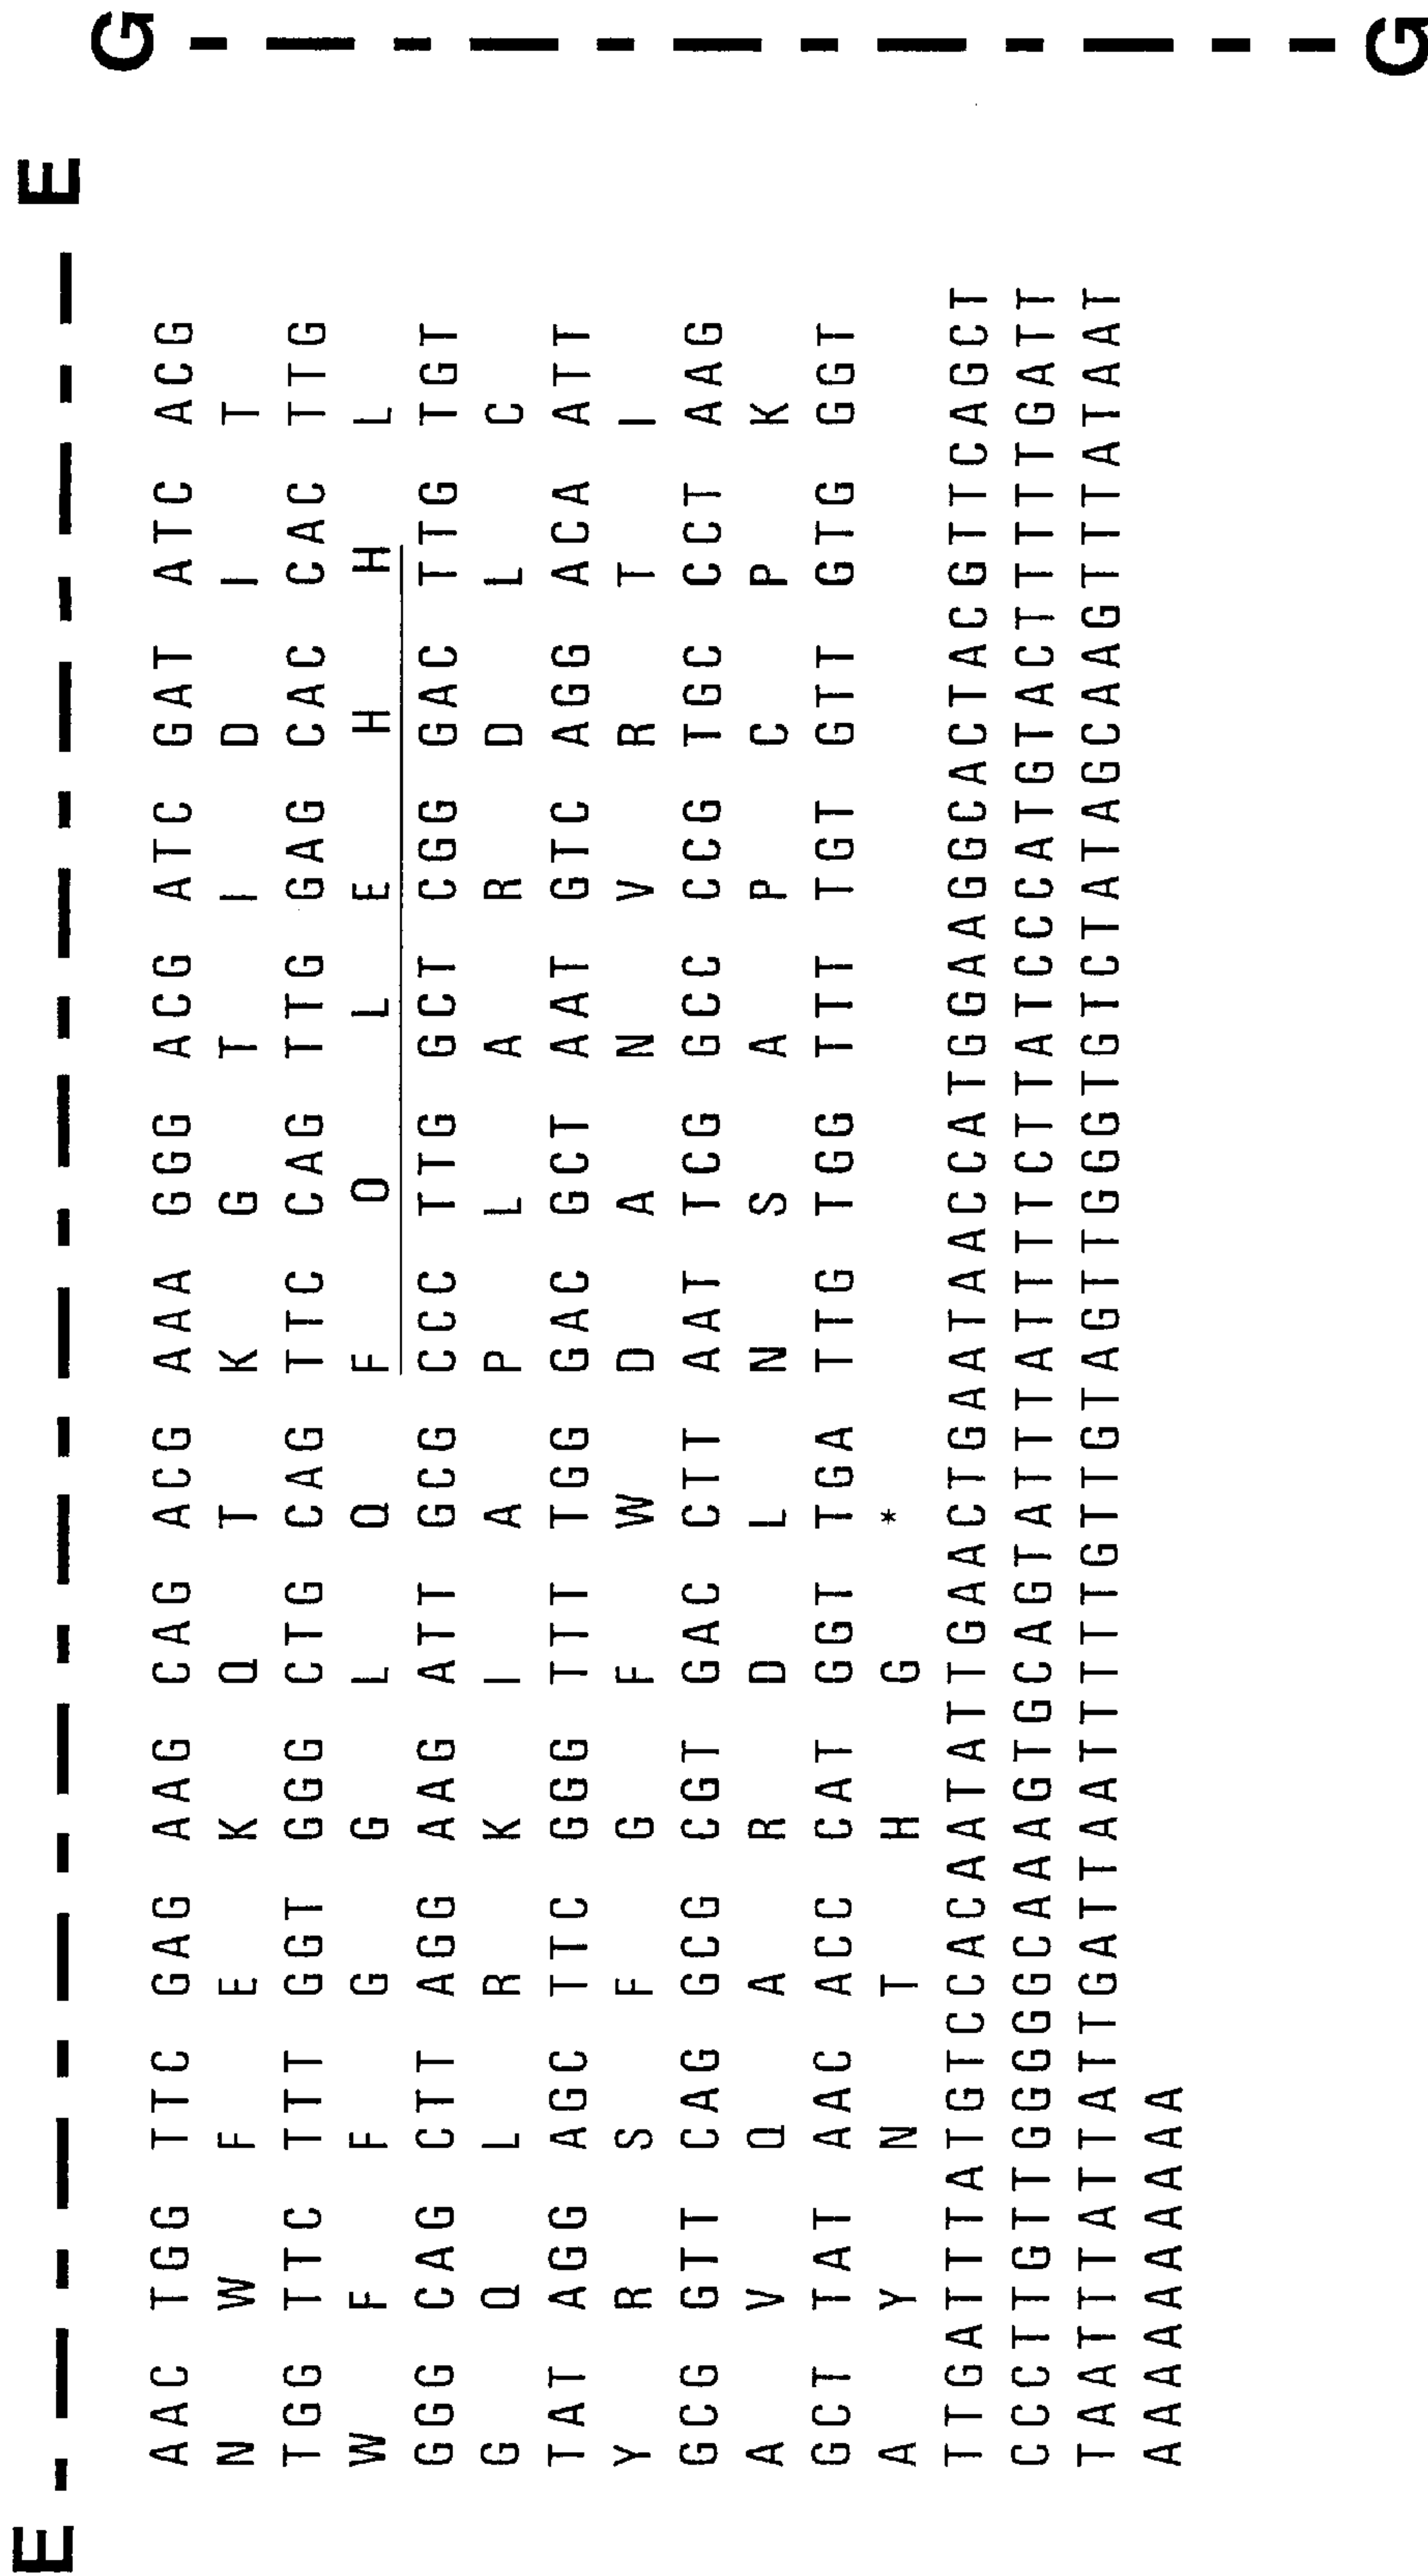 E E
G
AAC TGG TTC GAG AAG CAG ACG AAA GGG ACG ATC GAT ATC ACG
N W F E K Q T K G T I D I T
TGG TTC TTT GGT GGG CTG CAG TTC CAG TTG GAG CAC CAC TTG
W F F G G L Q F O L E H H L
GGG CAG CTT AGG AAG ATT GCG CCC TTG GCT CGG GAC TTG TGT
G Q L R K I A P L A R D L C
TAT AGG AGC TTC GGG TTT TGG GAC GCT AAT GTC AGG ACA ATT
Y R S F G F W D A N V R T I
GCG GTT CAG GCG CGT GAC CTT AAT TCG GCC CCG TGC CCT AAG
A V Q A R D L N S A P C P K
GCT TAT AAC ACC CAT GGT TGA TTG TGG TTT TGT GTT GTG GGT
A Y N T H G *
TTGATTTATGTCCACAATATTGAACTGAATAACCATGGAAGGCACTACGTTCAGCT
CCCTTGTTGGGGGCAAAGTGCAGTATTTATTTTCTTATCCCATGTACTTTTTGATT
TAATTTATTATTGATTAATTTTTGTTGTAGTTGGGTGTCTATAGCAAGTTTATAAT
AAAAAAAAAA
G